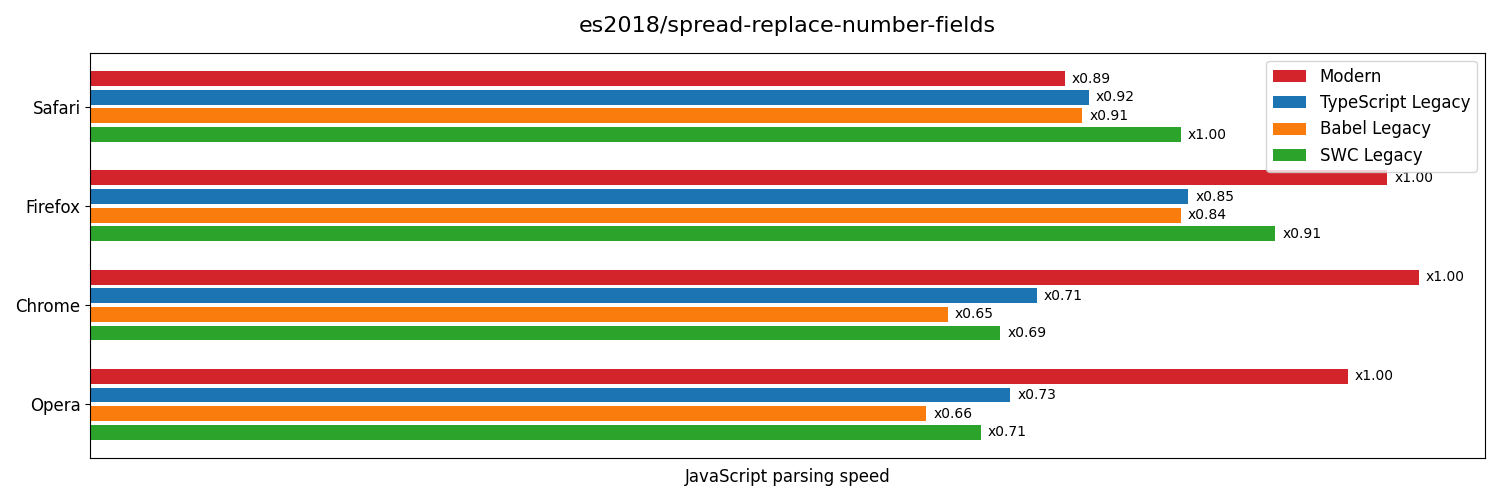 es2018/spread-replace-number-fields
Safari
x0.89
x0.92
x0.91
x1.00
Modern
TypeScript Legacy
Babel Legacy
SWC Legacy
Firefox
x1.00
x0.85
x0.84
x0.91
Chrome
x1.00
x0.71
x0.65
x0.69
Opera
x1.00
x0.73
x0.66
x0.71
JavaScript parsing speed